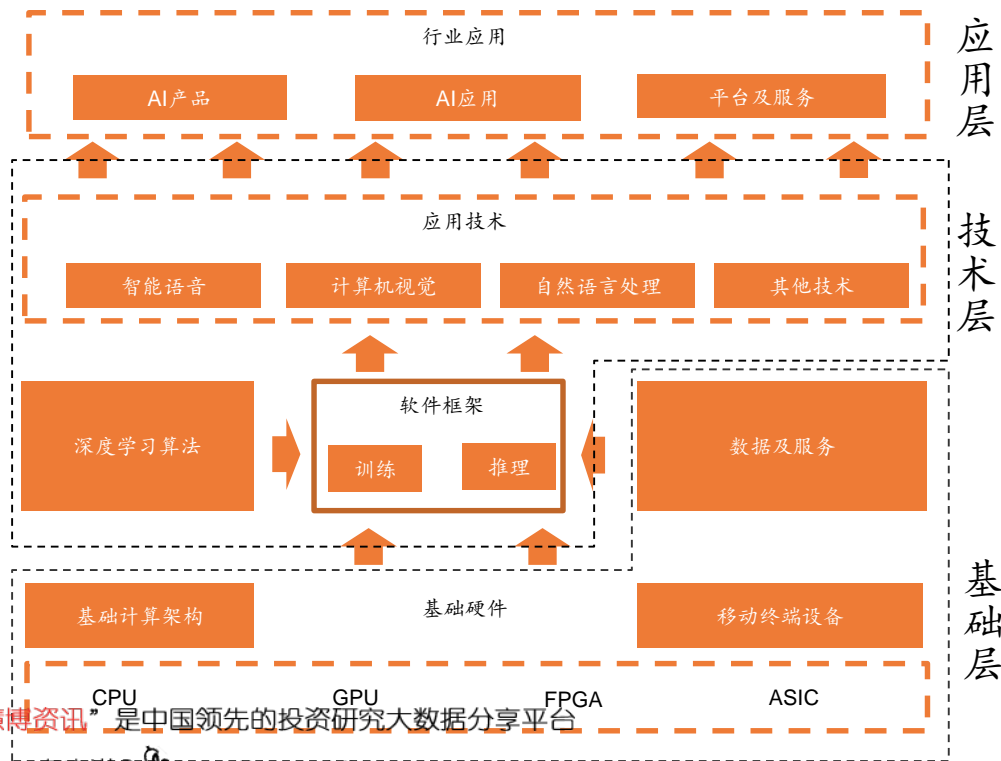 行业应用
AI产品
AI应用
平台及服务
应用层
应用技术
智能语音
计算机视觉
自然语言处理
其他技术
技术层
深度学习算法
软件框架
训练
推理
数据及服务
基础计算架构
基础硬件
移动终端设备
基础层
CPU
GPU
FPGA
ASIC
博资讯”是中国领先的投资研究大数据分享平台